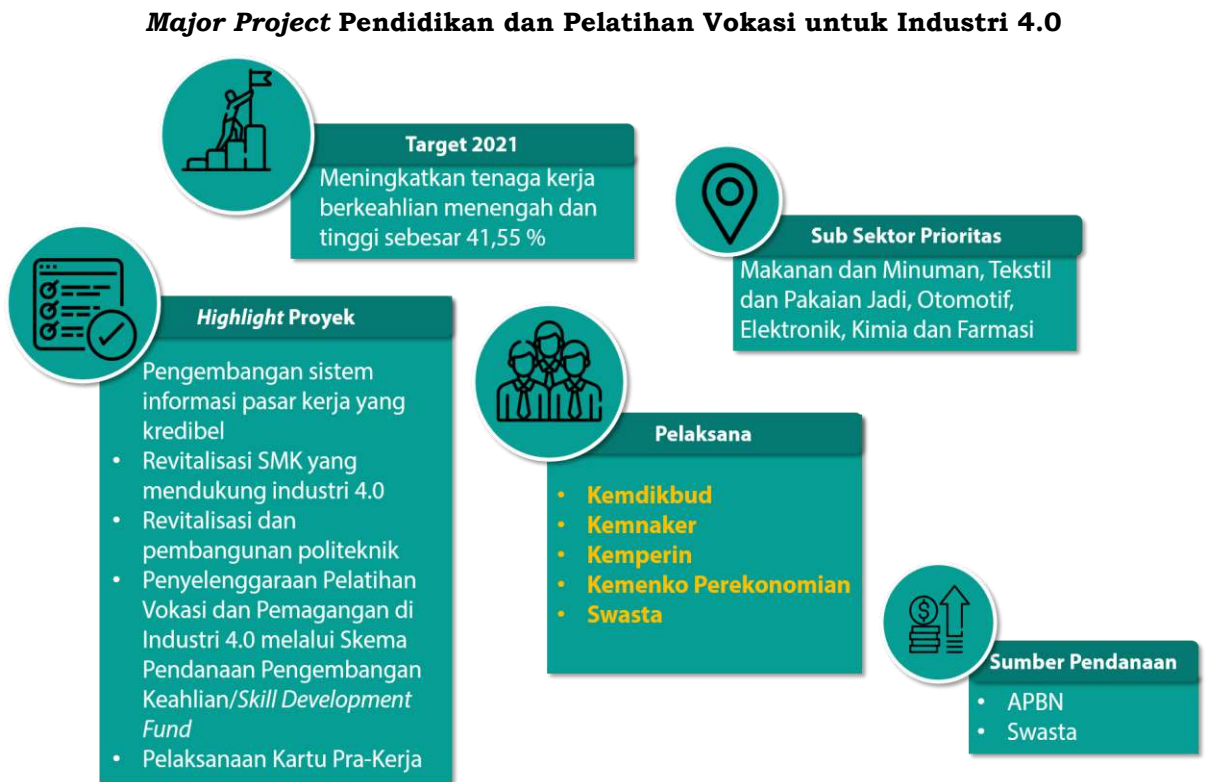 Major Project Pendidikan dan Pelatihan Vokasi untuk Industri 4.0
Target 2021
Meningkatkan tenaga kerja
berkeahlian menengah dan
tinggi sebesar 41,55 %
Sub Sektor Prioritas
Makanan dan Minuman, Tekstil
dan Pakaian Jadi, Otomotif,
Elektronik, Kimia dan Farmasi
Highlight Proyek
Pengembangan sistem
informasi pasar kerja yang
kredibel
• Revitalisasi SMK yang
mendukung industri 4.0
• Revitalisasi dan
pembangunan politeknik
• Penyelenggaraan Pelatihan
Vokasi dan Pemagangan di
Industri 4.0 melalui Skema
Pendanaan Pengembangan
Keahlian/Skill Development
Fund
• Pelaksanaan Kartu Pra-Kerja
Pelaksana
• Kemdikbud
• Kemnaker
• Kemperin
• Kemenko Perekonomian
• Swasta
Sumber Pendanaan
• APBN
• Swasta